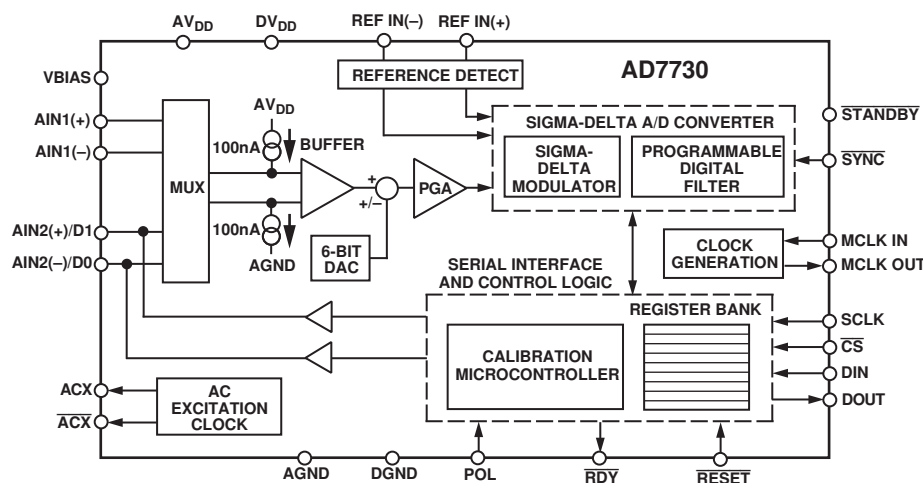 AVDD
DVDD
REF IN(–)
REF IN(+)
REFERENCE DETECT
AD7730
VBIAS
AIN1(+)
AIN1(–)
AIN2(+)/D1
AIN2(–)/D0
MUX
AVDD
100nA
BUFFER
100nA
AGND
+
+/–
6-BIT
DAC
PGA
SIGMA-DELTA A/D CONVERTER
SIGMA-
DELTA
MODULATOR
PROGRAMMABLE
DIGITAL
FILTER
STANDBY
SYNC
CLOCK
GENERATION
MCLK IN
MCLK OUT
SERIAL INTERFACE
AND CONTROL LOGIC
REGISTER BANK
CALIBRATION
MICROCONTROLLER
SCLK
CS
DIN
DOUT
ACX
ACX
AC
EXCITATION
CLOCK
AGND
DGND
POL
RDY
RESET